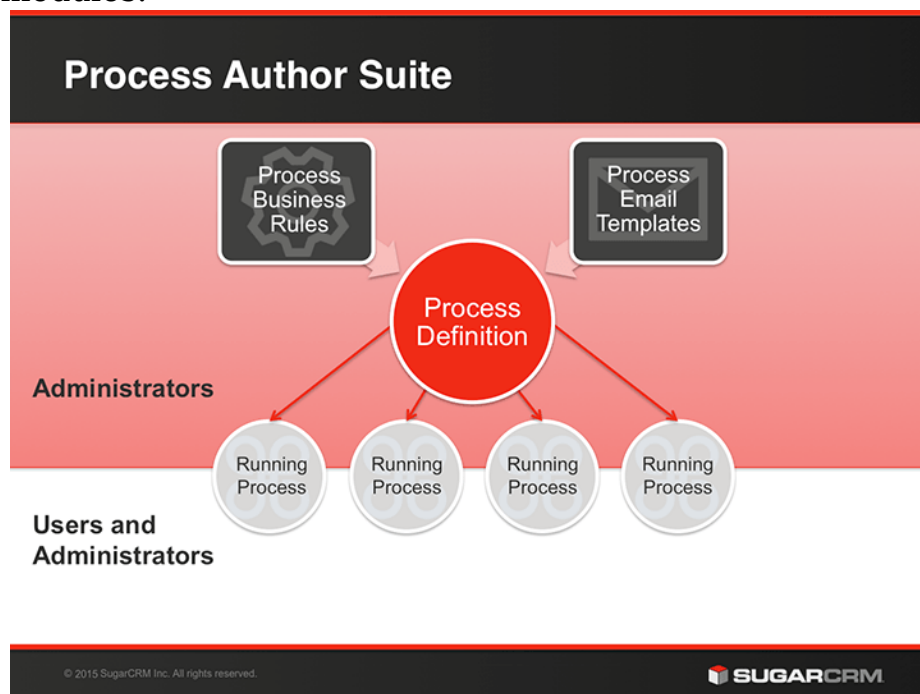 modules.
Process Author Suite
Process
Business
Rules
Process
Email
Templates
Process
Definition
Administrators
Running
Process
Running
Process
Running
Process
Running
Process
Users and
Administrators
© 2015 SugarCRM Inc. All rights reserved.
SUGARCRM